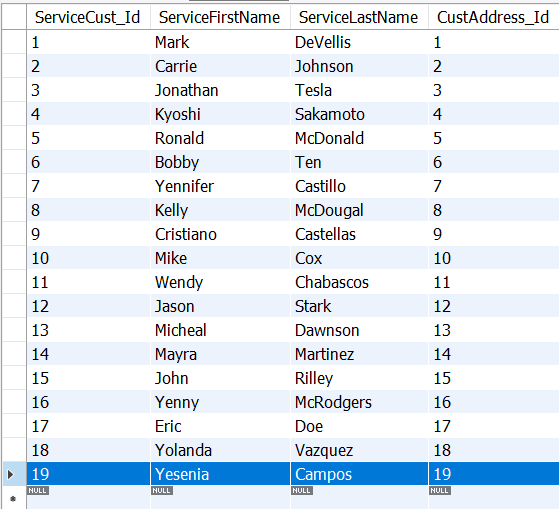 ServiceCust_Id ServiceFirstName ServiceLastName CustAddress_Id
1 Mark DeVellis 1
2 Carrie Johnson 2
3 Jonathan Tesla 3
4 Kyoshi Sakamoto 4
5 Ronald McDonald 5
6 Bobby Ten 6
7 Yennifer Castillo 7
8 Kelly McDougal 8
9 Cristiano Castellas 9
10 Mike Cox 10
11 Wendy Chabascos 11
12 Jason Stark 12
13 Micheal Dawnson 13
14 Mayra Martinez 14
15 John Rilley 15
16 Yenny McRodgers 16
17 Eric Doe 17
18 Yolanda Vazquez 18
19 Yesenia Campos 19
NULL NULL NULL NULL